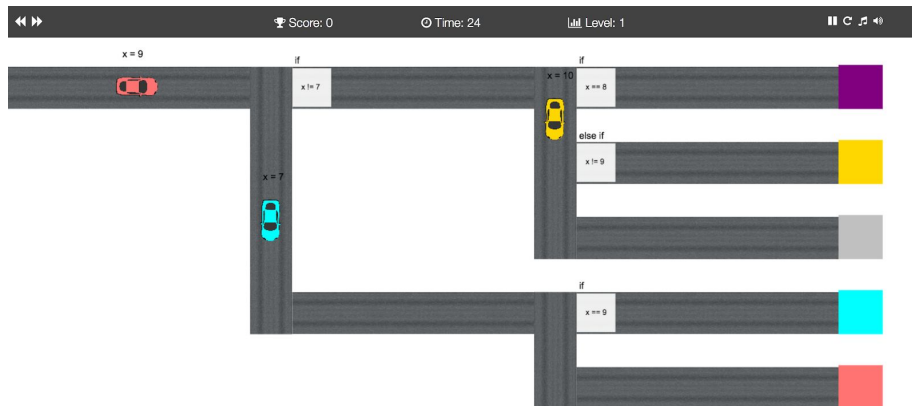 Score: 0
Time: 24
Level: 1
x = 9
if
x != 7
if
x = 10
x == 8
else if
x != 9
x = 7
if
x == 9